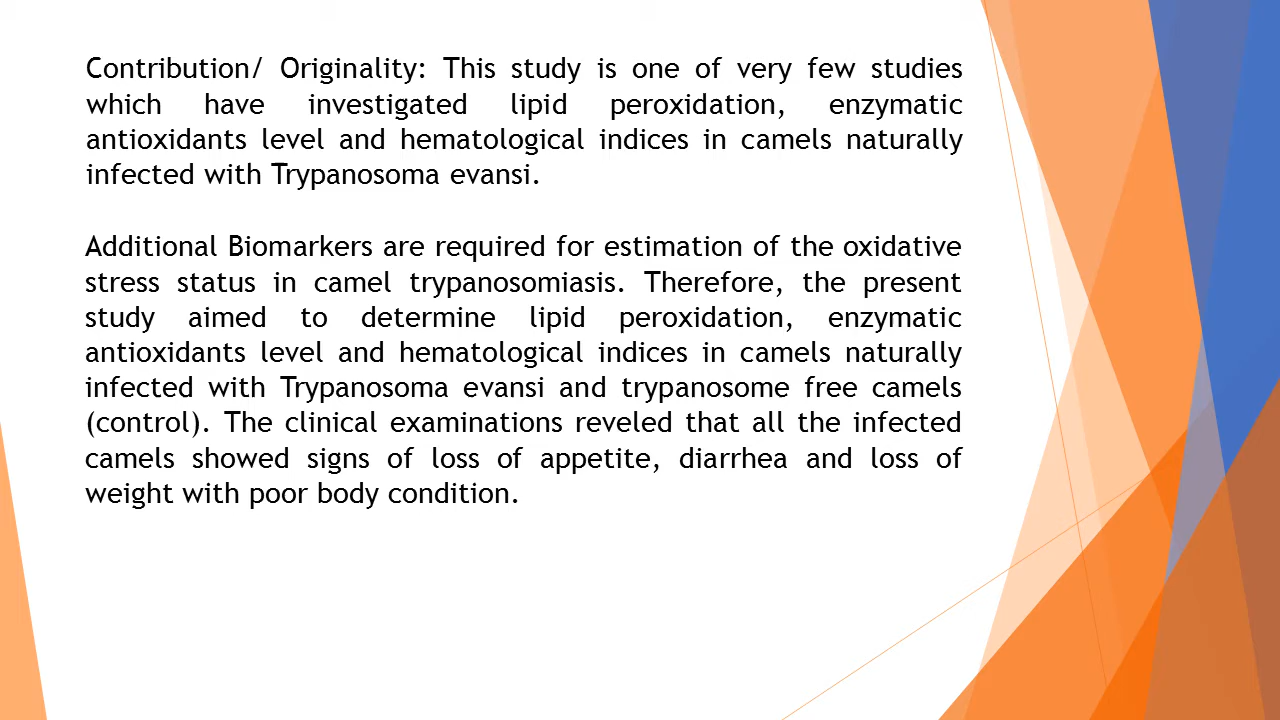 Contribution/ Originality: This study is one of very few studies
which have investigated lipid peroxidation, enzymatic
antioxidants level and hematological indices in camels naturally
infected with Trypanosoma evansi.
Additional Biomarkers are required for estimation of the oxidative
stress status in camel trypanosomiasis. Therefore, the present
study aimed to determine lipid peroxidation, enzymatic
antioxidants level and hematological indices in camels naturally
infected with Trypanosoma evansi and trypanosome free camels
(control). The clinical examinations reveled that all the infected
camels showed signs of loss of appetite, diarrhea and loss of
weight with poor body condition.